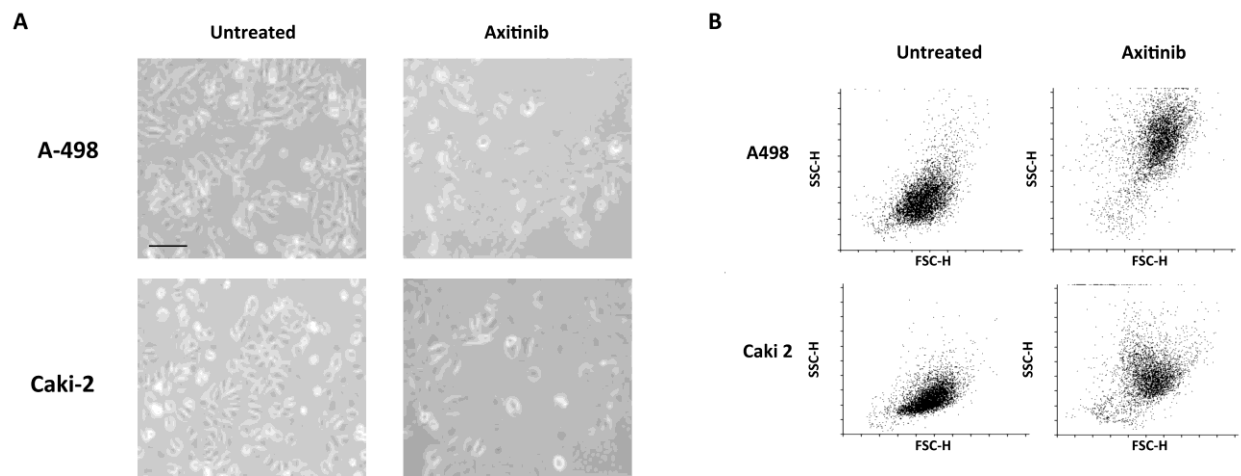 A
Untreated
Axitinib
A-498
Caki-2
B
Untreated
Axitinib
A498
SSC-H
FSC-H
SSC-H
FSC-H
Caki 2
SSC-H
FSC-H
SSC-H
FSC-H